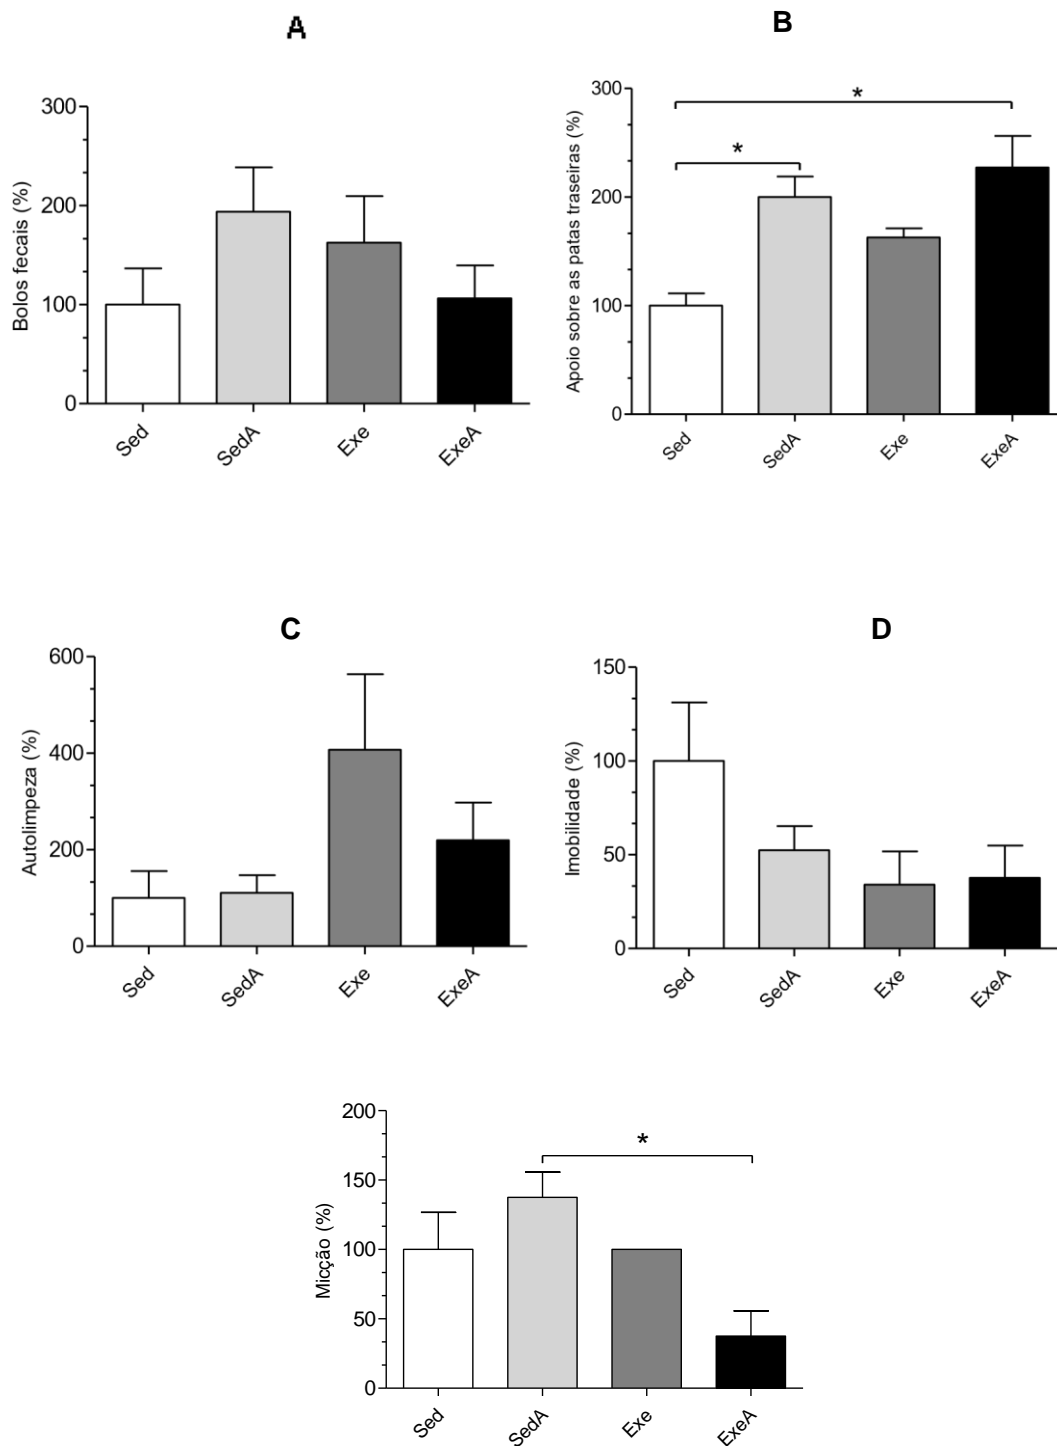 A
B
300
200
100
0
Bolos fecais (%)
Sed
SedA
Exe
ExeA
300
200
100
0
Apoio sobre as patas traseiras (%)
*
*
Sed
SedA
Exe
ExeA
C
D
600
400
200
0
Autolimpeza (%)
Sed
SedA
Exe
ExeA
150
100
50
0
Imobilidade (%)
Sed
SedA
Exe
ExeA
200
150
100
50
0
Micção (%)
*
Sed
SedA
Exe
ExeA